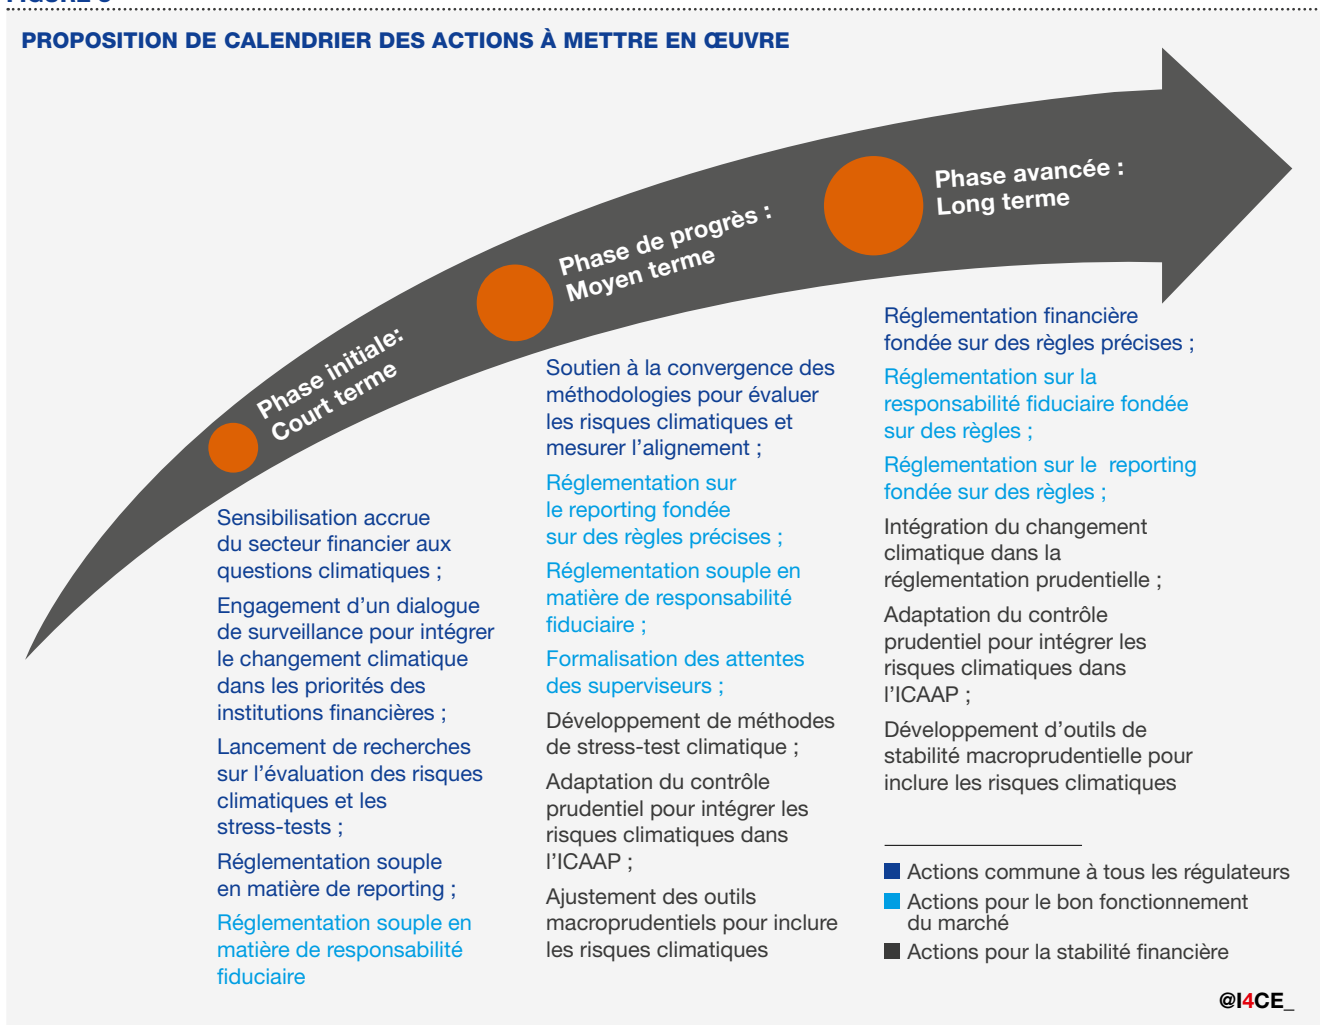 PROPOSITION DE CALENDRIER DES ACTIONS À METTRE EN ŒUVRE
Phase initiale:
Court terme
Sensibilisation accrue
du secteur financier aux
questions climatiques ;
Engagement d’un dialogue
de surveillance pour intégrer
le changement climatique
dans les priorités des
institutions financières ;
Lancement de recherches
sur l’évaluation des risques
climatiques et les
stress-tests ;
Réglementation souple
en matière de reporting ;
Réglementation souple en
matière de responsabilité
fiduciaire
Phase de progrès :
Moyen terme
Soutien à la convergence des
méthodologies pour évaluer
les risques climatiques et
mesurer l’alignement ;
Réglementation sur
le reporting fondée
sur des règles précises ;
Réglementation souple en
matière de responsabilité
fiduciaire ;
Formalisation des attentes
des superviseurs ;
Développement de méthodes
de stress-test climatique ;
Adaptation du contrôle
prudentiel pour intégrer les
risques climatiques dans
l’ICAAP ;
Ajustement des outils
macroprudentiels pour inclure
les risques climatiques
Phase avancée :
Long terme
Réglementation financière
fondée sur des règles précises ;
Réglementation sur la
responsabilité fiduciaire fondée
sur des règles ;
Réglementation sur le reporting
fondée sur des règles ;
Intégration du changement
climatique dans la
réglementation prudentielle ;
Adaptation du contrôle
prudentiel pour intégrer les
risques climatiques dans
l’ICAAP ;
Développement d’outils de
stabilité macroprudentielle pour
inclure les risques climatiques
Actions commune à tous les régulateurs
Actions pour le bon fonctionnement
du marché
Actions pour la stabilité financière
@I4CE_